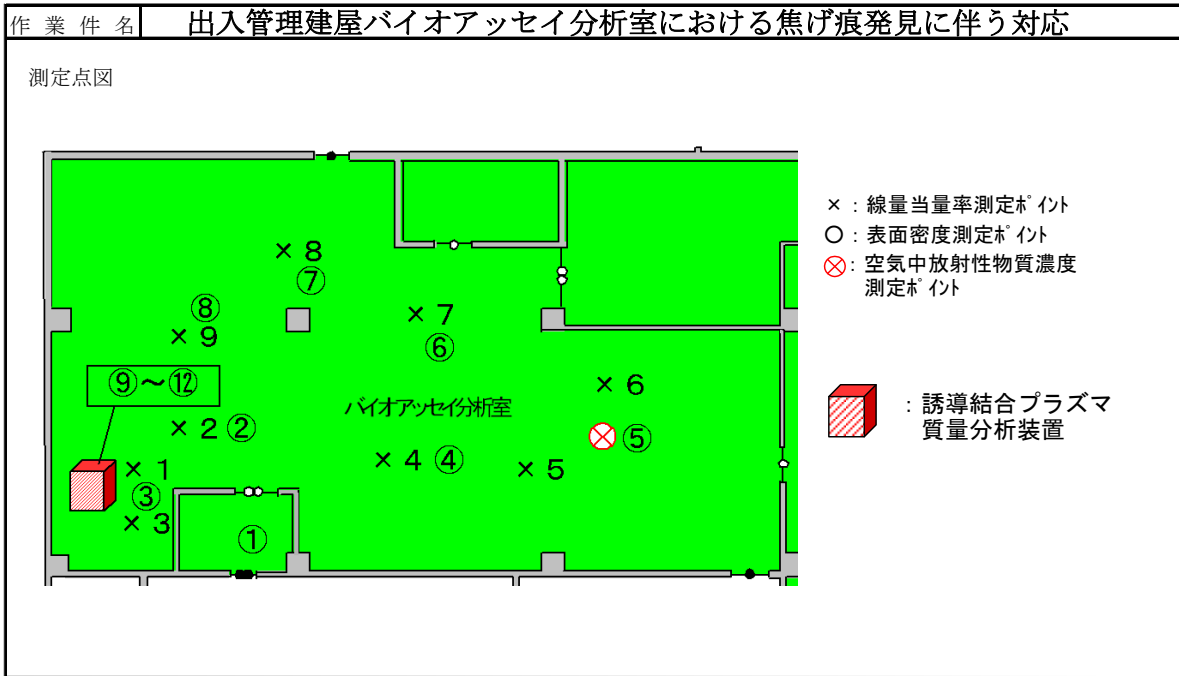 作業件名 出入管理建屋バイオアッセイ分析室における焦げ痕発見に伴う対応
測定点図
×：線量当量率測定ﾎﾟｲﾝﾄ
○：表面密度測定ﾎﾟｲﾝﾄ
⊗：空気中放射性物質濃度
測定ﾎﾟｲﾝﾄ
：誘導結合プラズマ
質量分析装置
×8
⑦
⑧
×9
×7
⑥
⑨～⑫
バイオアッセイ分析室
×6
×2 ②
⊗ ⑤
×4 ④
×5
×1
③
×3
①